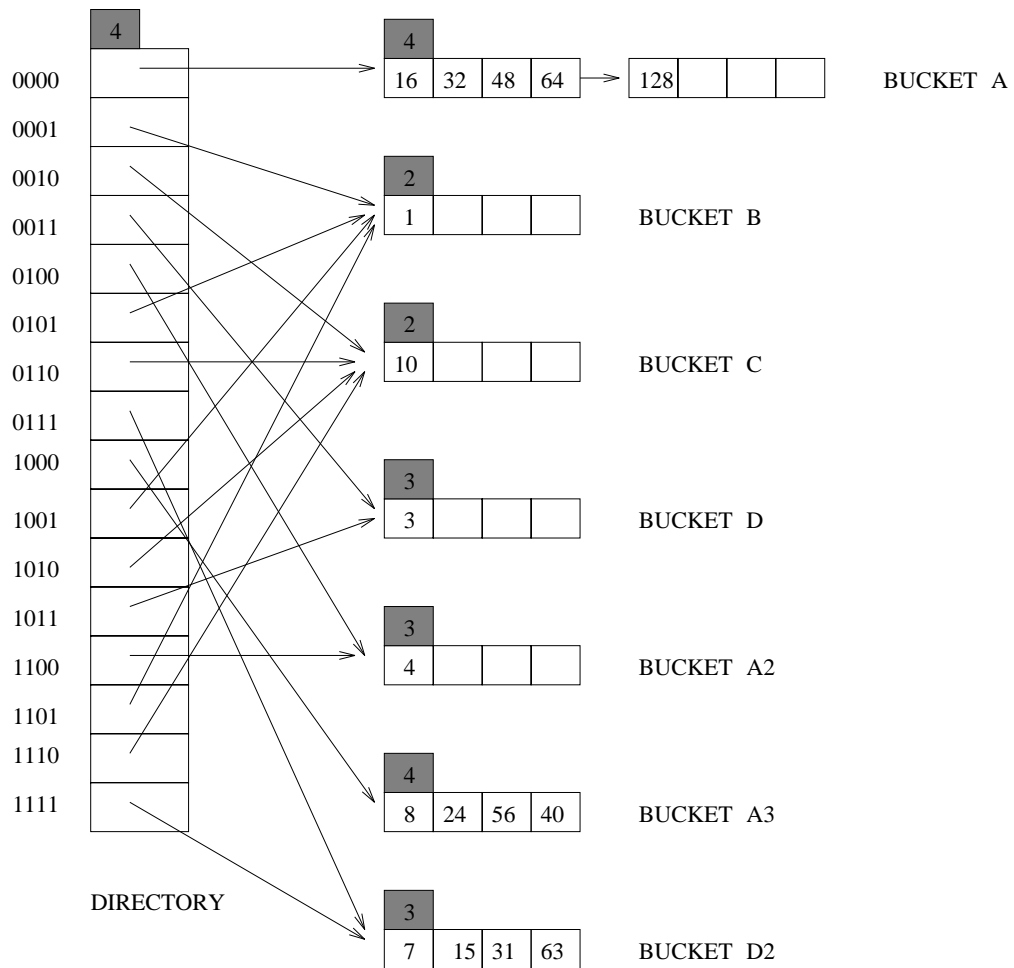 4
4
0000
16 32 48 64
128
BUCKET A
0001
0010
2
0011
1
BUCKET B
0100
0101
2
0110
10
BUCKET C
0111
1000
3
1001
3
BUCKET D
1010
1011
3
1100
4
BUCKET A2
1101
1110
4
1111
8 24 56 40
BUCKET A3
DIRECTORY
3
7 15 31 63
BUCKET D2